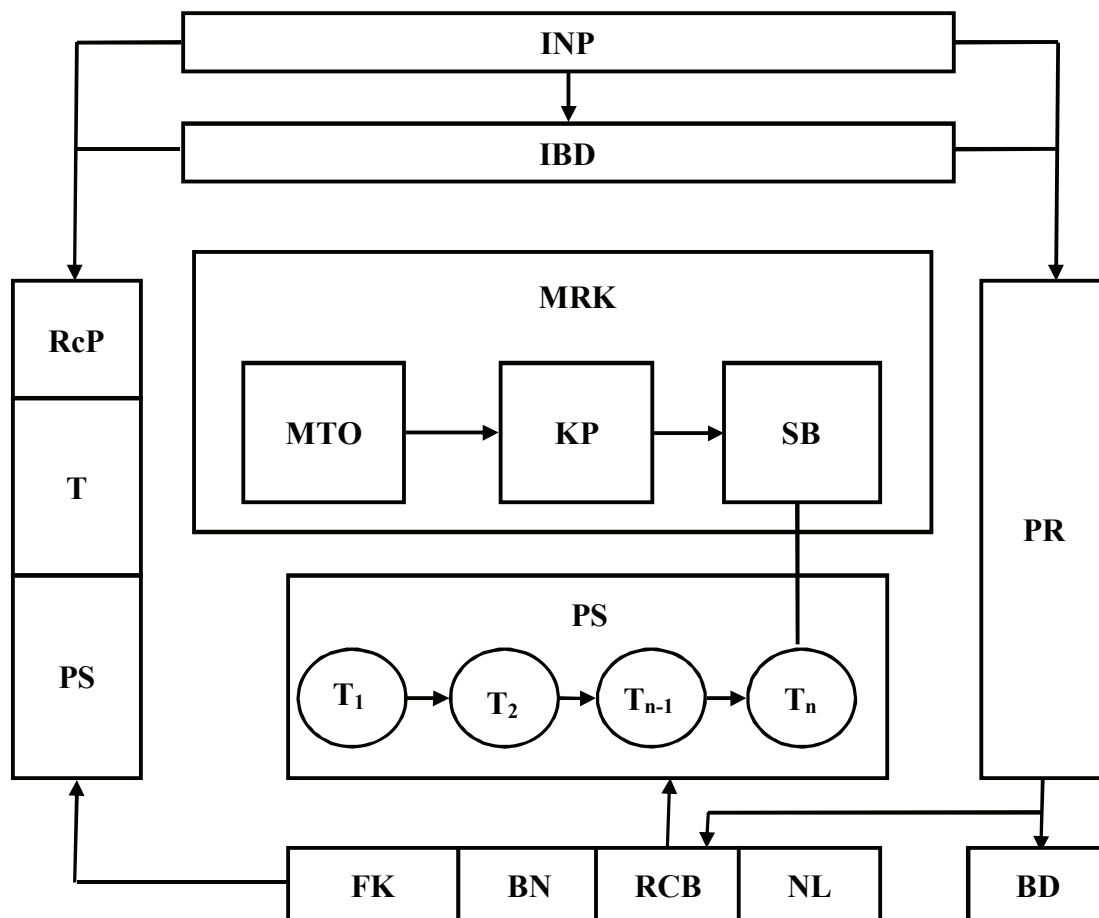 INP
IBD
MRK
RcP
MTO
KP
SB
T
PR
PS
PS
T₁
T₂
Tₙ₋₁
Tₙ
FK
BN
RCB
NL
BD